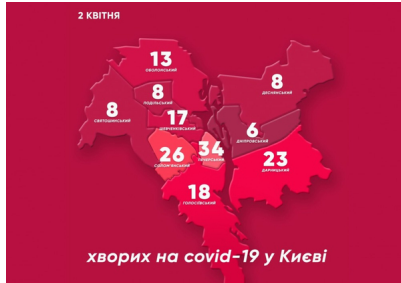 2 КВІТНЯ
13
ОБОЛОНСЬКИЙ
8
ДЕСНЯНСЬКИЙ
8
ПОДІЛЬСЬКИЙ
8
СВЯТОШИНСЬКИЙ
17
ШЕВЧЕНКІВСЬКИЙ
6
ДНІПРОВСЬКИЙ
26
СОЛОМ'ЯНСЬКИЙ
34
ПЕЧЕРСЬКИЙ
23
ДАРНИЦЬКИЙ
18
ГОЛОСІЇВСЬКИЙ
хворих на covid-19 у Києві